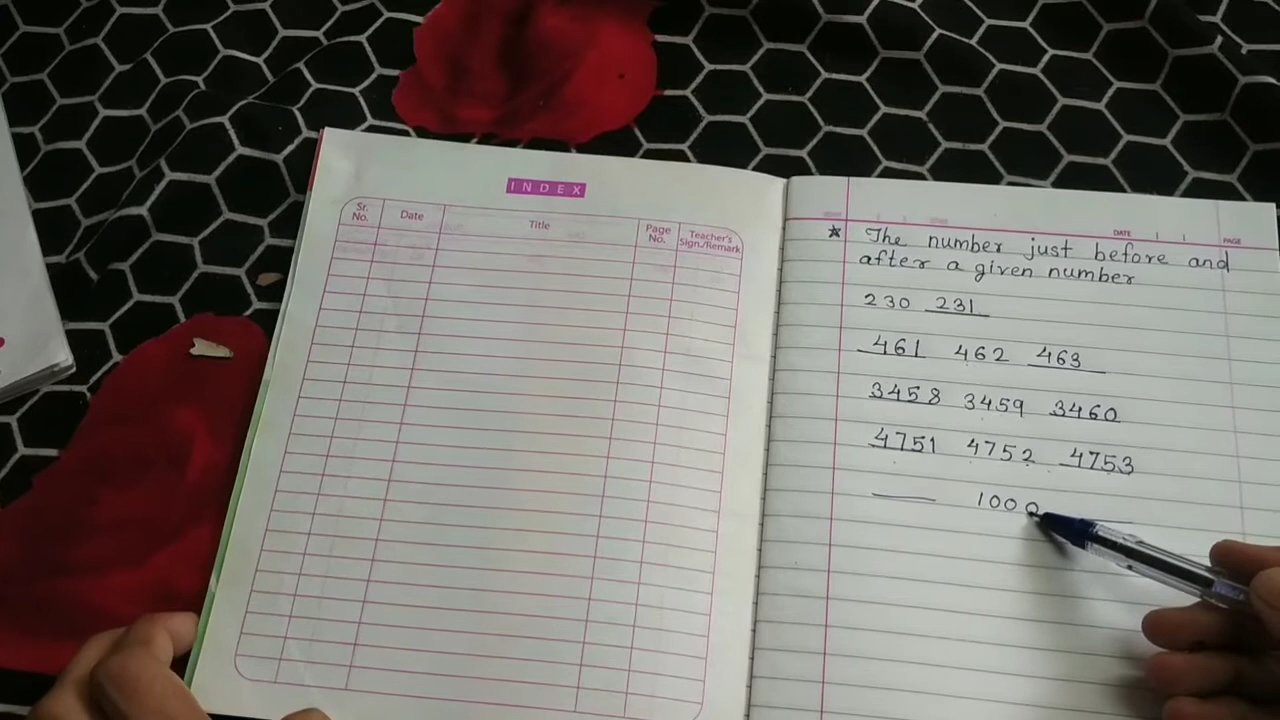 INDEX
Sr. No.
Date
Title
Page No.
Teacher's Sign./Remark
DATE
PAGE
* The number just before and
after a given number
230 231
461 462 463
3458 3459 3460
4751 4752 4753
1000